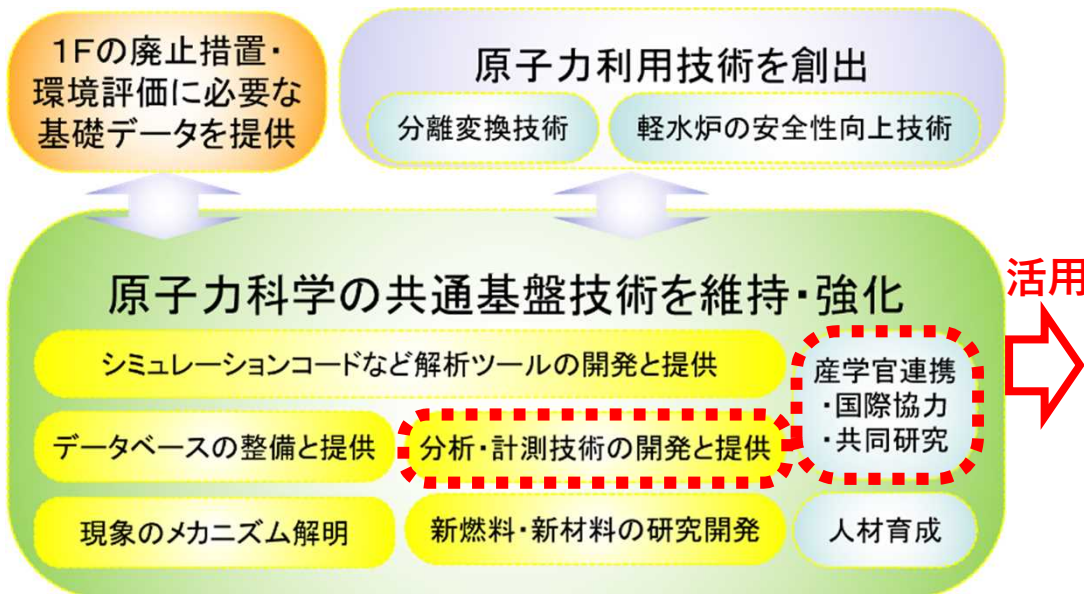 1Fの廃止措置・
環境評価に必要な
基礎データを提供
原子力利用技術を創出
分離変換技術
軽水炉の安全性向上技術
原子力科学の共通基盤技術を維持・強化
活用
シミュレーションコードなど解析ツールの開発と提供
産学官連携
・国際協力
・共同研究
データベースの整備と提供
分析・計測技術の開発と提供
現象のメカニズム解明
新燃料・新材料の研究開発
人材育成